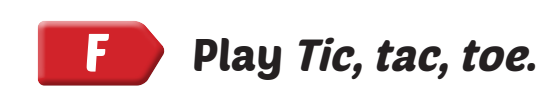 F Play Tic, tac, toe.